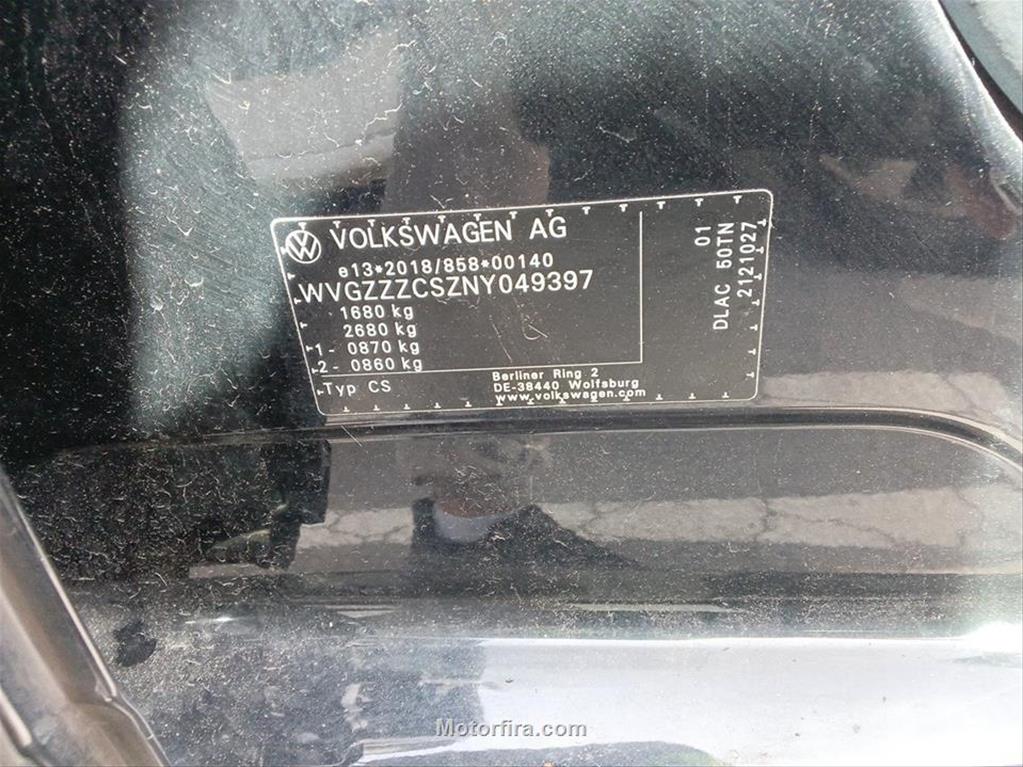 VOLKSWAGEN AG
e13*2018/858*00140
WVGZZZCSZNY049397
1680 kg
2680 kg
1- 0870 kg
2- 0860 kg
Typ CS
Berliner Ring 2
DE-38440 Wolfsburg
www.volkswagen.com
01
DLAC 50TN
2121027
Motorfira.com